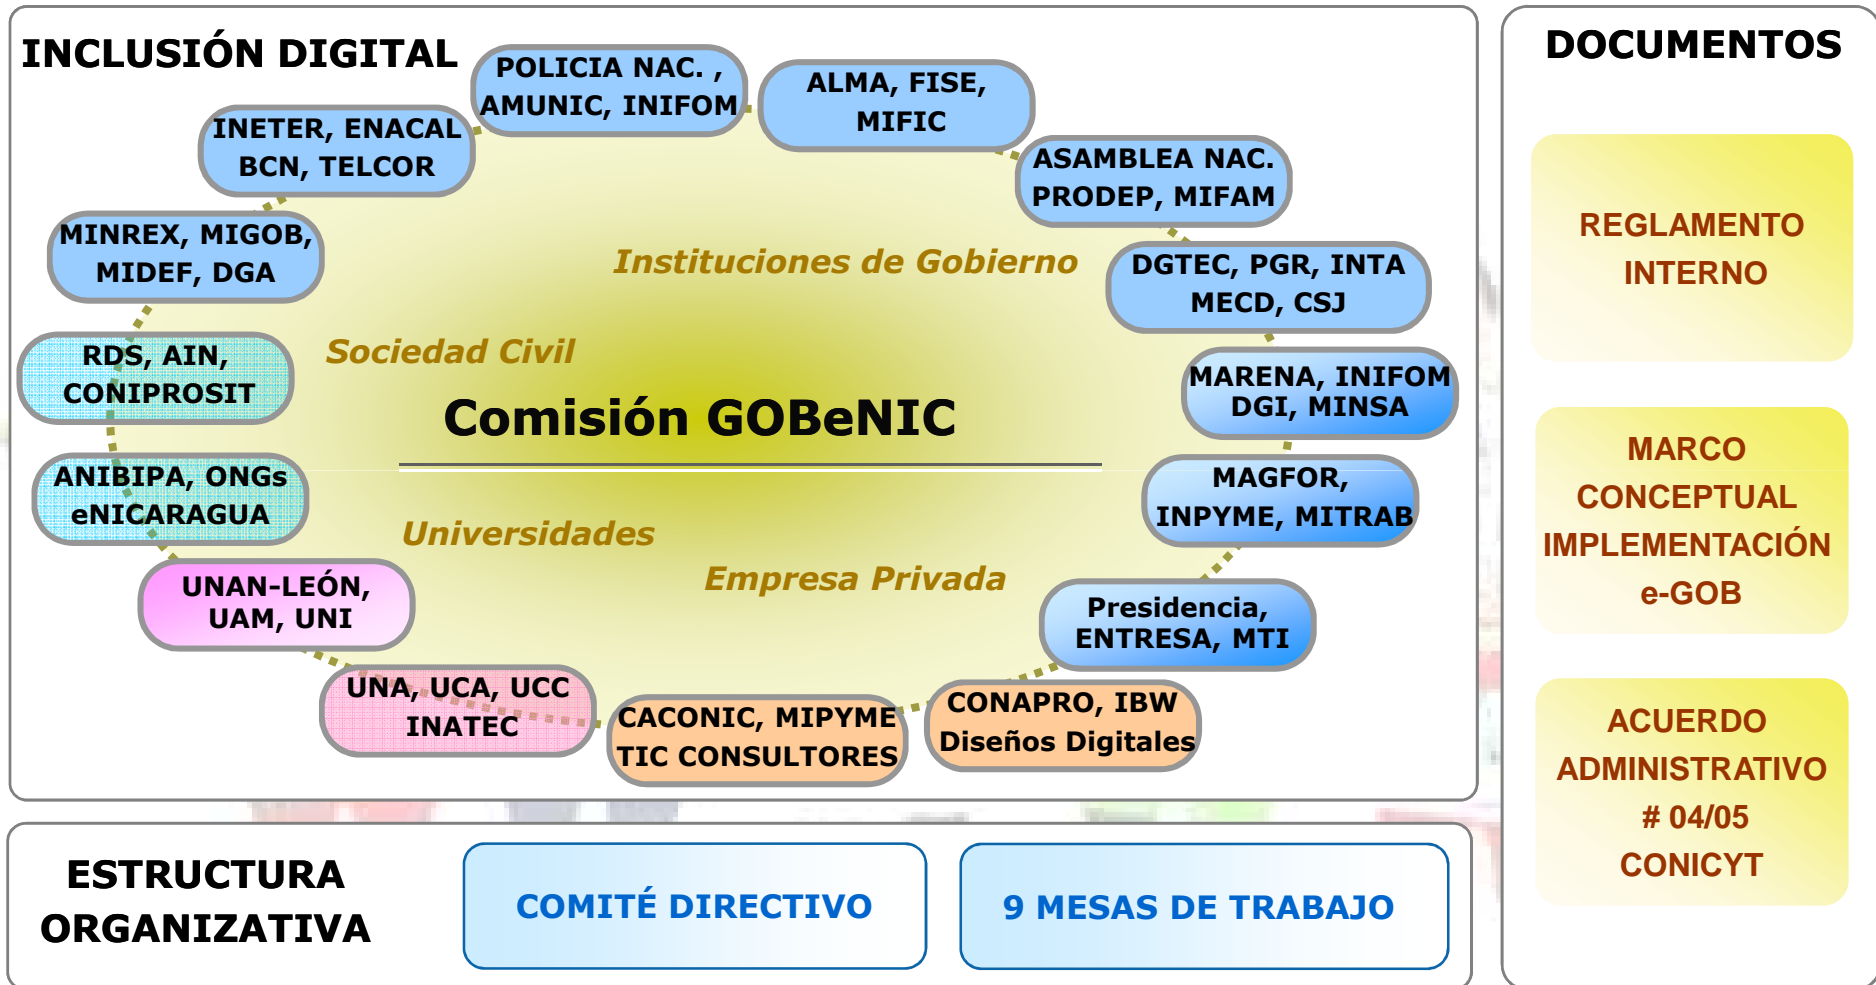 INCLUSIÓN DIGITAL
POLICIA NAC. ,
AMUNIC, INIFOM
ALMA, FISE,
MIFIC
INETER, ENACAL
BCN, TELCOR
ASAMBLEA NAC.
PRODEP, MIFAM
MINREX, MIGOB,
MIDEF, DGA
Instituciones de Gobierno
DGTEC, PGR, INTA
MECD, CSJ
Sociedad Civil
RDS, AIN,
CONIPROSIT
MARENA, INIFOM
DGI, MINSA
Comisión GOBeNIC
ANIBIPA, ONGs
eNICARAGUA
MAGFOR,
INPYME, MITRAB
Universidades
Empresa Privada
UNAN-LEÓN,
UAM, UNI
Presidencia,
ENTRESA, MTI
UNA, UCA, UCC
INATEC
CACONIC, MIPYME
TIC CONSULTORES
CONAPRO, IBW
Diseños Digitales
ESTRUCTURA
ORGANIZATIVA
COMITÉ DIRECTIVO
9 MESAS DE TRABAJO
DOCUMENTOS
REGLAMENTO
INTERNO
MARCO
CONCEPTUAL
IMPLEMENTACIÓN
e-GOB
ACUERDO
ADMINISTRATIVO
# 04/05
CONICYT